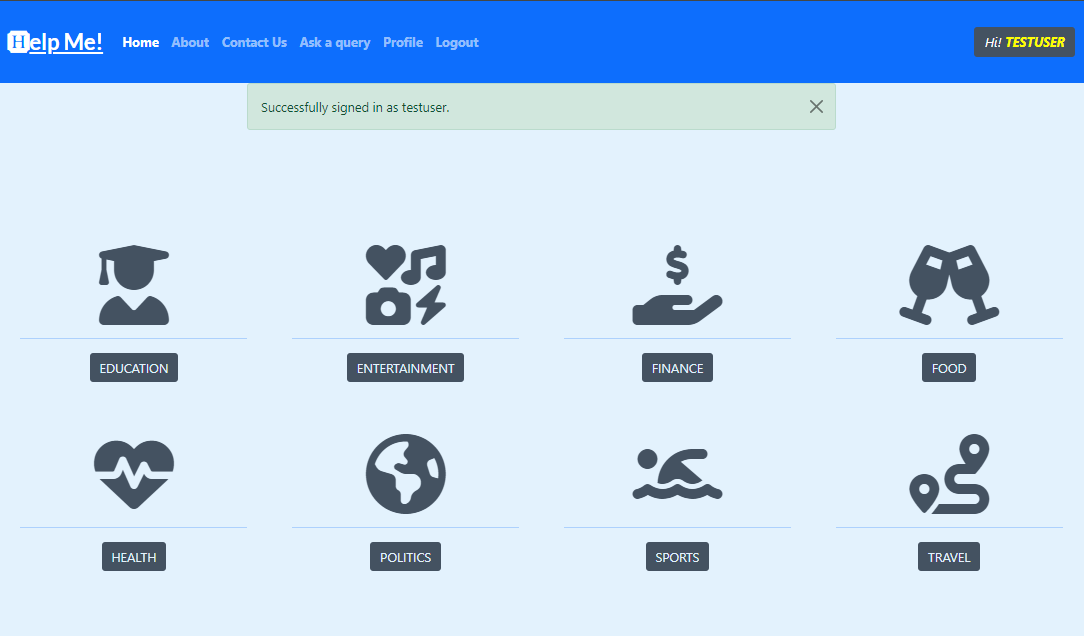 Help Me! Home About Contact Us Ask a query Profile Logout Hi! TESTUSER
Successfully signed in as testuser.
$
EDUCATION ENTERTAINMENT FINANCE FOOD
HEALTH POLITICS SPORTS TRAVEL